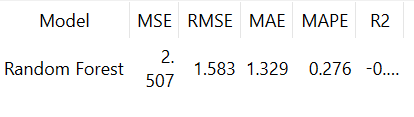 Model MSE RMSE MAE MAPE R2
Random Forest 2.
507 1.583 1.329 0.276 -0....